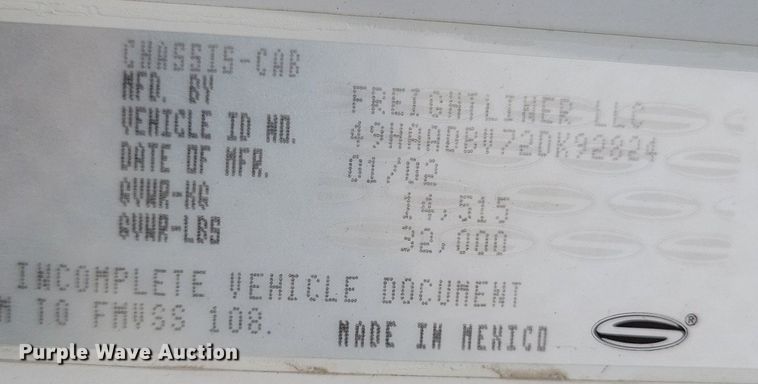 CHASSIS-CAB
MFD. BY FREIGHTLINER LLC
VEHICLE ID NO. 49HAADBV72DK92824
DATE OF MFR. 01/02
GVWR-KG 14,515
GVWR-LBS 32,000
INCOMPLETE VEHICLE DOCUMENT
TO FMVSS 108. MADE IN MEXICO
®
Purple Wave Auction